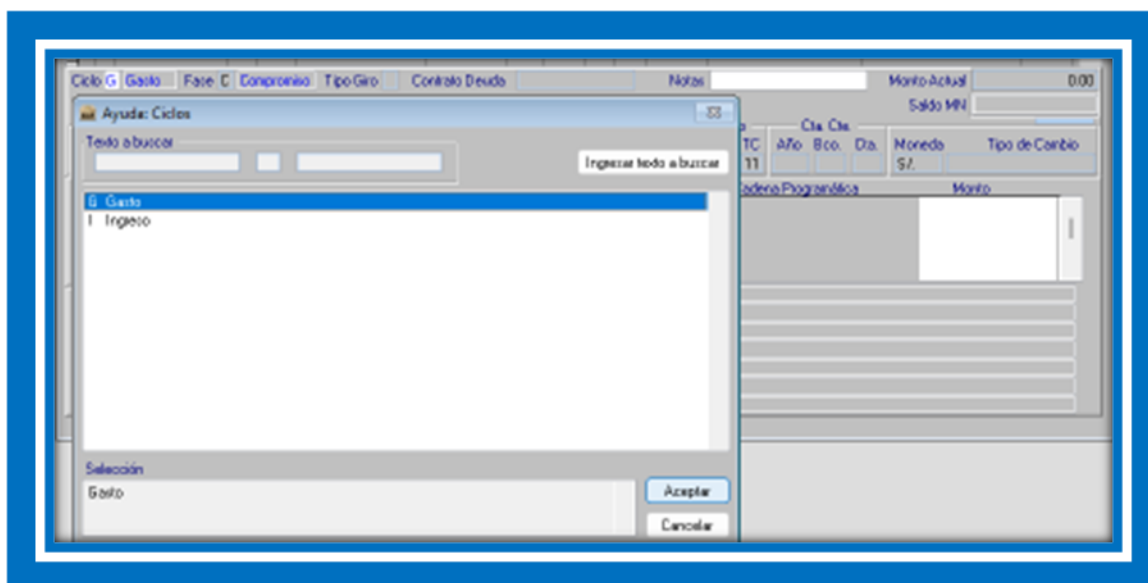 Ciclo G Gasto Fase C Compromiso Tipo Giro Contrato Deuda Notas Monto Actual 0.00
Saldo MN
Ayuda: Ciclos
Texto a buscar
Ingresar texto a buscar
G Gasto
I Ingreso
Selección
Gasto
Aceptar
Cancelar
Cta. Cte.
TC Año Bco. Cta. Moneda Tipo de Cambio
11 S/.
Cadena Programática Monto